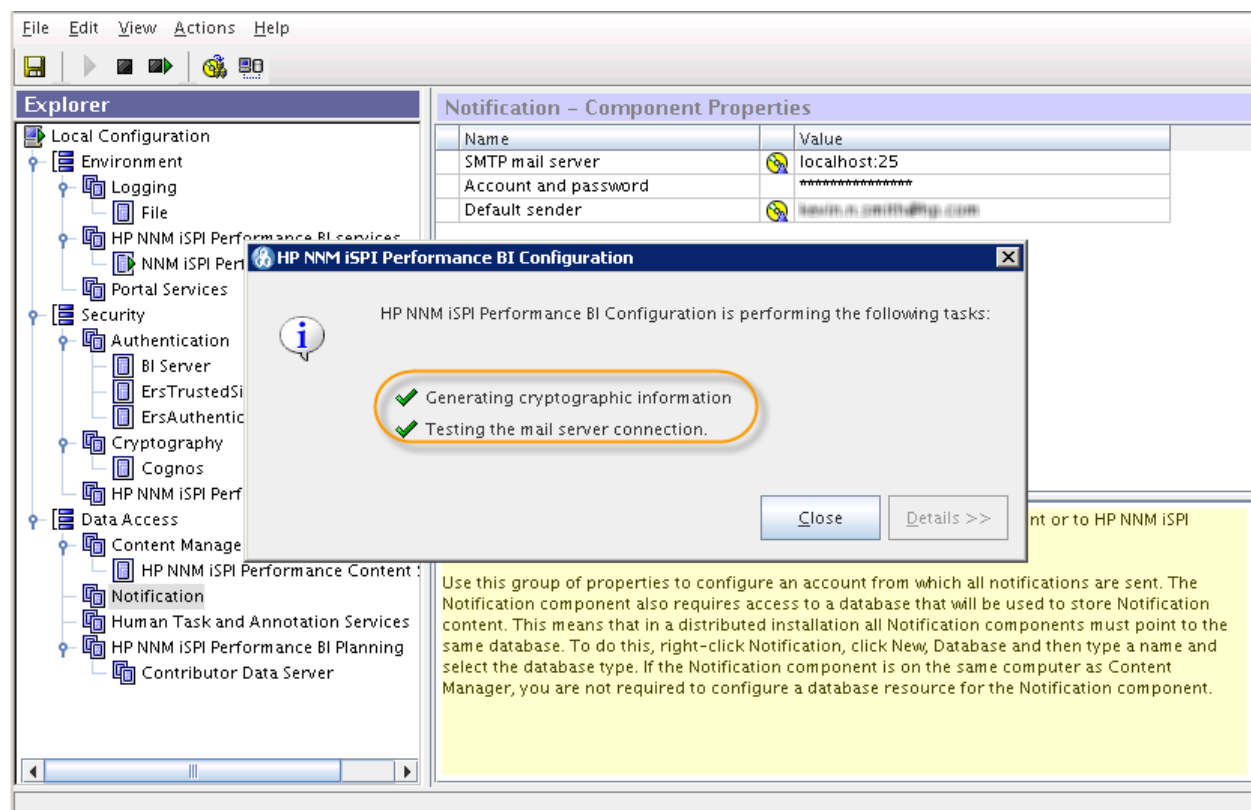 File Edit View Actions Help
Explorer
Local Configuration
Environment
Logging
File
HP NNM iSPI Performance BI services
NNM iSPI Per
Portal Services
Security
Authentication
BI Server
ErsTrustedSi
ErsAuthentic
Cryptography
Cognos
HP NNM iSPI Perf
Data Access
Content Manage
HP NNM iSPI Performance Content
Notification
Human Task and Annotation Services
HP NNM iSPI Performance BI Planning
Contributor Data Server
Notification – Component Properties
Name Value
SMTP mail server localhost:25
Account and password ***************
Default sender
HP NNM iSPI Performance BI Configuration
HP NNM iSPI Performance BI Configuration is performing the following tasks:
Generating cryptographic information
Testing the mail server connection.
Close Details >>
nt or to HP NNM iSPI
Use this group of properties to configure an account from which all notifications are sent. The
Notification component also requires access to a database that will be used to store Notification
content. This means that in a distributed installation all Notification components must point to the
same database. To do this, right-click Notification, click New, Database and then type a name and
select the database type. If the Notification component is on the same computer as Content
Manager, you are not required to configure a database resource for the Notification component.